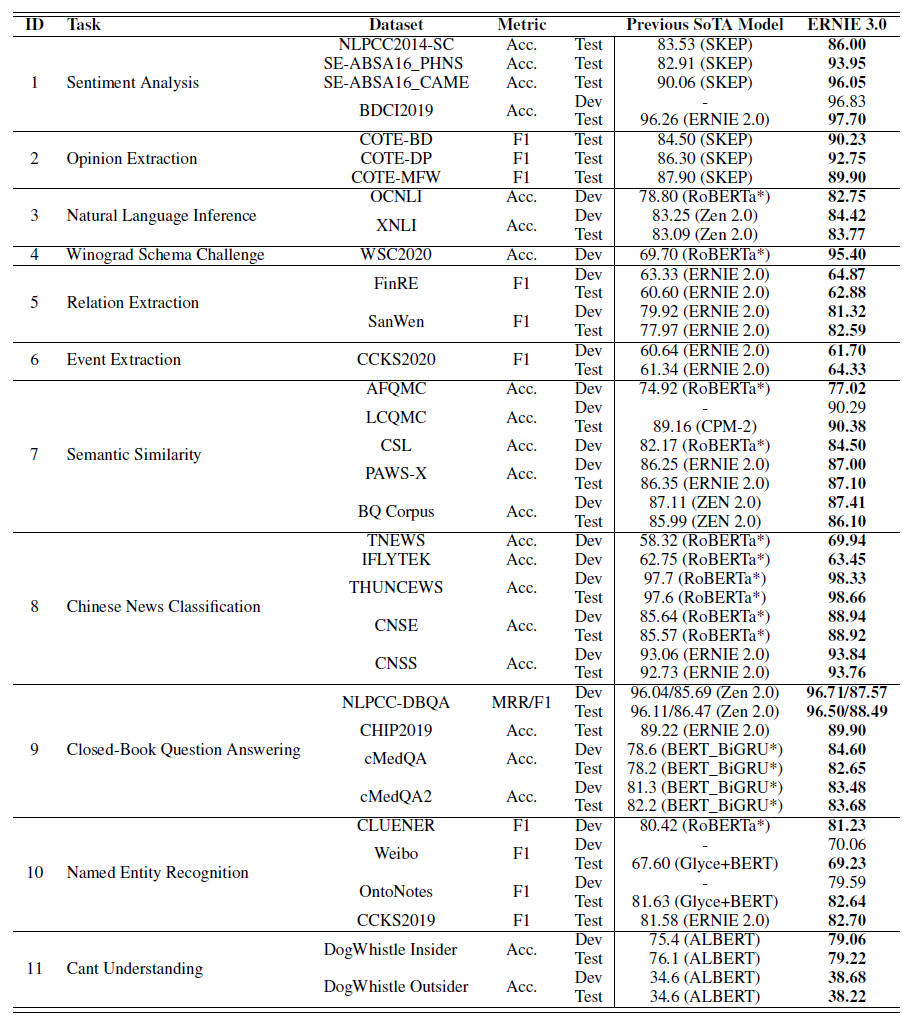 ID Task Dataset Metric Previous SoTA Model ERNIE 3.0
NLPCC2014-SC Acc. Test 83.53 (SKEP) 86.00
SE-ABSA16_PHNS Acc. Test 82.91 (SKEP) 93.95
1 Sentiment Analysis SE-ABSA16_CAME Acc. Test 90.06 (SKEP) 96.05
BDCI2019 Acc. Dev - 96.83
Test 96.26 (ERNIE 2.0) 97.70
COTE-BD F1 Test 84.50 (SKEP) 90.23
2 Opinion Extraction COTE-DP F1 Test 86.30 (SKEP) 92.75
COTE-MFW F1 Test 87.90 (SKEP) 89.90
OCNLI Acc. Dev 78.80 (RoBERTa*) 82.75
3 Natural Language Inference XNLI Acc. Dev 83.25 (Zen 2.0) 84.42
Test 83.09 (Zen 2.0) 83.77
4 Winograd Schema Challenge WSC2020 Acc. Dev 69.70 (RoBERTa*) 95.40
FinRE F1 Dev 63.33 (ERNIE 2.0) 64.87
Test 60.60 (ERNIE 2.0) 62.88
5 Relation Extraction SanWen F1 Dev 79.92 (ERNIE 2.0) 81.32
Test 77.97 (ERNIE 2.0) 82.59
6 Event Extraction CCKS2020 F1 Dev 60.64 (ERNIE 2.0) 61.70
Test 61.34 (ERNIE 2.0) 64.33
AFQMC Acc. Dev 74.92 (RoBERTa*) 77.02
LCQMC Acc. Dev - 90.29
Test 89.16 (CPM-2) 90.38
7 Semantic Similarity CSL Acc. Dev 82.17 (RoBERTa*) 84.50
PAWS-X Acc. Dev 86.25 (ERNIE 2.0) 87.00
Test 86.35 (ERNIE 2.0) 87.10
BQ Corpus Acc. Dev 87.11 (ZEN 2.0) 87.41
Test 85.99 (ZEN 2.0) 86.10
TNEWS Acc. Dev 58.32 (RoBERTa*) 69.94
IFLYTEK Acc. Dev 62.75 (RoBERTa*) 63.45
THUNCEWS Acc. Dev 97.7 (RoBERTa*) 98.33
Test 97.6 (RoBERTa*) 98.66
8 Chinese News Classification CNSE Acc. Dev 85.64 (RoBERTa*) 88.94
Test 85.57 (RoBERTa*) 88.92
CNSS Acc. Dev 93.06 (ERNIE 2.0) 93.84
Test 92.73 (ERNIE 2.0) 93.76
NLPCC-DBQA MRR/F1 Dev 96.04/85.69 (Zen 2.0) 96.71/87.57
Test 96.11/86.47 (Zen 2.0) 96.50/88.49
CHIP2019 Acc. Test 89.22 (ERNIE 2.0) 89.90
9 Closed-Book Question Answering cMedQA Acc. Dev 78.6 (BERT_BiGRU*) 84.60
Test 78.2 (BERT_BiGRU*) 82.65
cMedQA2 Acc. Dev 81.3 (BERT_BiGRU*) 83.48
Test 82.2 (BERT_BiGRU*) 83.68
CLUENER F1 Dev 80.42 (RoBERTa*) 81.23
Weibo F1 Dev - 70.06
Test 67.60 (Glyce+BERT) 69.23
10 Named Entity Recognition OntoNotes F1 Dev - 79.59
Test 81.63 (Glyce+BERT) 82.64
CCKS2019 F1 Test 81.58 (ERNIE 2.0) 82.70
DogWhistle Insider Acc. Dev 75.4 (ALBERT) 79.06
Test 76.1 (ALBERT) 79.22
11 Cant Understanding DogWhistle Outsider Acc. Dev 34.6 (ALBERT) 38.68
Test 34.6 (ALBERT) 38.22